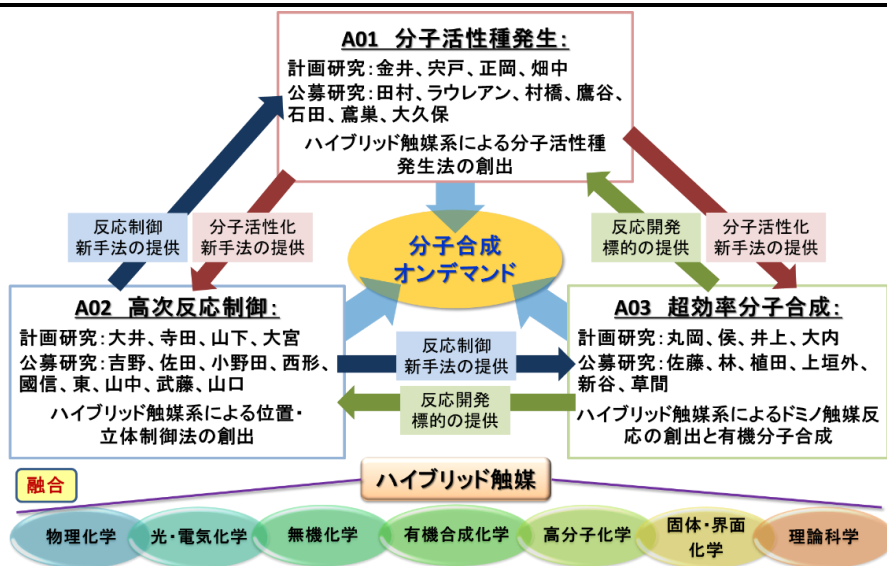 A01 分子活性種発生:
計画研究:金井、宍戸、正岡、畑中
公募研究:田村、ラウレアン、村橋、鷹谷、
石田、鳶巣、大久保
ハイブリッド触媒系による分子活性種
発生法の創出
反応制御
新手法の提供
分子活性化
新手法の提供
分子合成
オンデマンド
反応開発
標的の提供
分子活性化
新手法の提供
A02 高次反応制御:
計画研究:大井、寺田、山下、大宮
公募研究:吉野、佐田、小野田、西形、
國信、東、山中、武藤、山口
ハイブリッド触媒系による位置・
立体制御法の創出
反応制御
新手法の提供
反応開発
標的の提供
A03 超効率分子合成:
計画研究:丸岡、侯、井上、大内
公募研究:佐藤、林、植田、上垣外、
新谷、草間
ハイブリッド触媒系によるドミノ触媒反
応の創出と有機分子合成
融合
ハイブリッド触媒
物理化学
光・電気化学
無機化学
有機合成化学
高分子化学
固体・界面
化学
理論科学